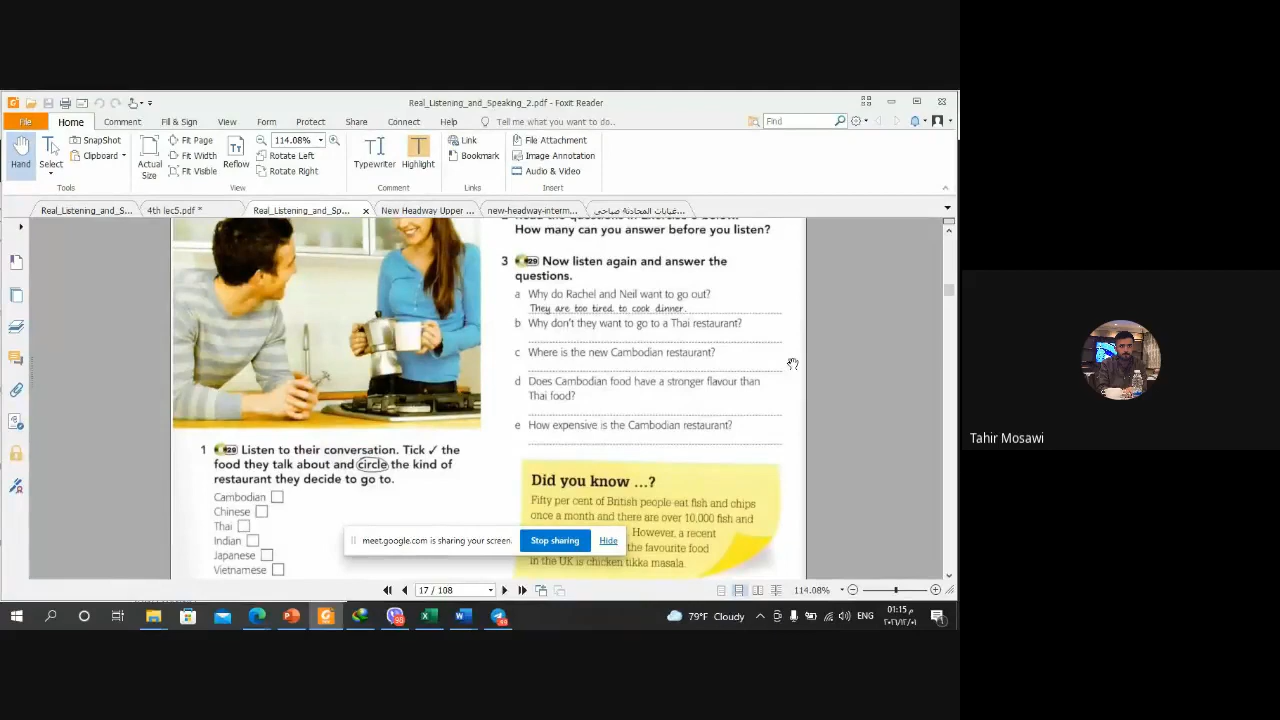 Real_Listening_and_Speaking_2.pdf - Foxit Reader
File Home Comment Fill & Sign View Form Protect Share Connect Help Tell me what you want to do.. Find
Hand
Select
SnapShot
Clipboard
Actual Size
Fit Page
Fit Width
Fit Visible
Reflow
114.08%
Rotate Left
Rotate Right
Typewriter
Highlight
Link
Bookmark
File Attachment
Image Annotation
Audio & Video
Tools View Comment Links Insert
Real_Listening_and_S... 4th lec5.pdf * Real_Listening_and_Sp... New Headway Upper ... new-headway-interm... غيابات المحادثة صباحي...
How many can you answer before you listen?
3 29 Now listen again and answer the
questions.
a Why do Rachel and Neil want to go out?
They are too tired to cook dinner.
b Why don't they want to go to a Thai restaurant?
c Where is the new Cambodian restaurant?
d Does Cambodian food have a stronger flavour than
Thai food?
e How expensive is the Cambodian restaurant?
1 29 Listen to their conversation. Tick ✓ the
food they talk about and circle the kind of
restaurant they decide to go to.
Cambodian
Chinese
Thai
Indian
Japanese
Vietnamese
Did you know ...?
Fifty per cent of British people eat fish and chips
once a month and there are over 10,000 fish and
However, a recent
the favourite food
in the UK is chicken tikka masala.
meet.google.com is sharing your screen. Stop sharing Hide
17 / 108
114.08%
79°F Cloudy
ENG
٠١:١٥ م
Tahir Mosawi